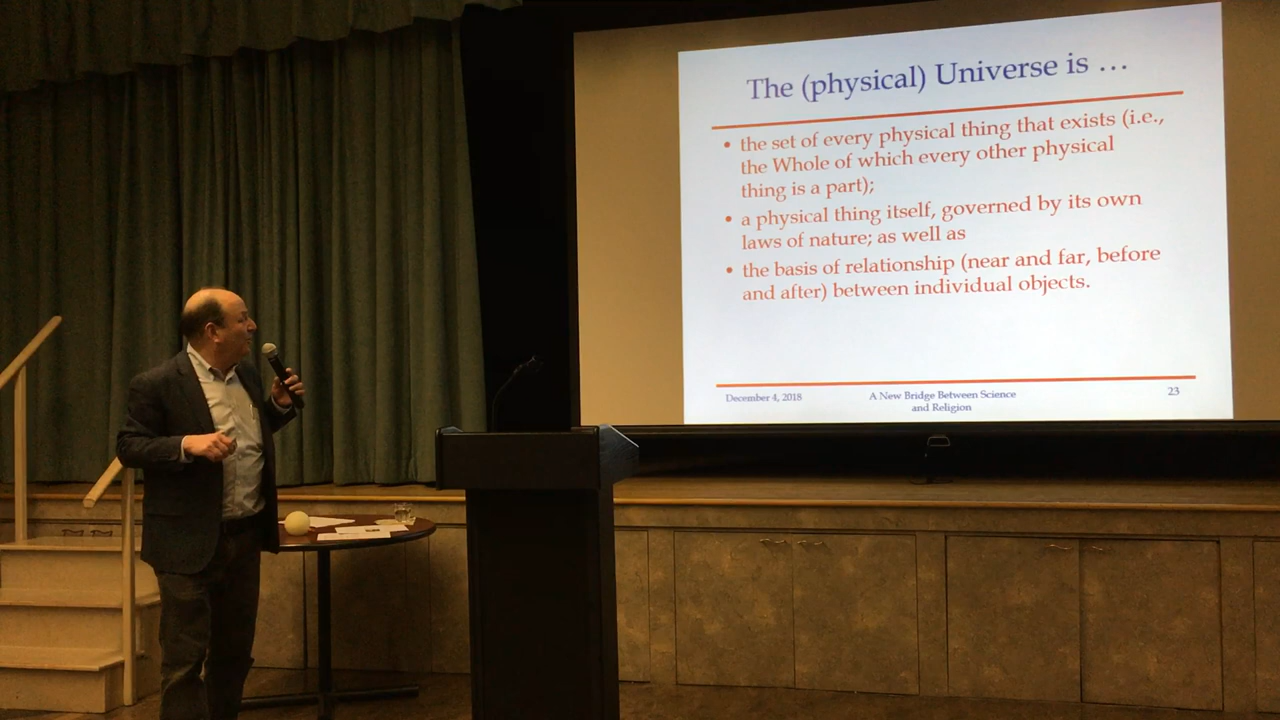 The (physical) Universe is ...
• the set of every physical thing that exists (i.e.,
the Whole of which every other physical
thing is a part);
• a physical thing itself, governed by its own
laws of nature; as well as
• the basis of relationship (near and far, before
and after) between individual objects.
December 4, 2018
A New Bridge Between Science
and Religion
23